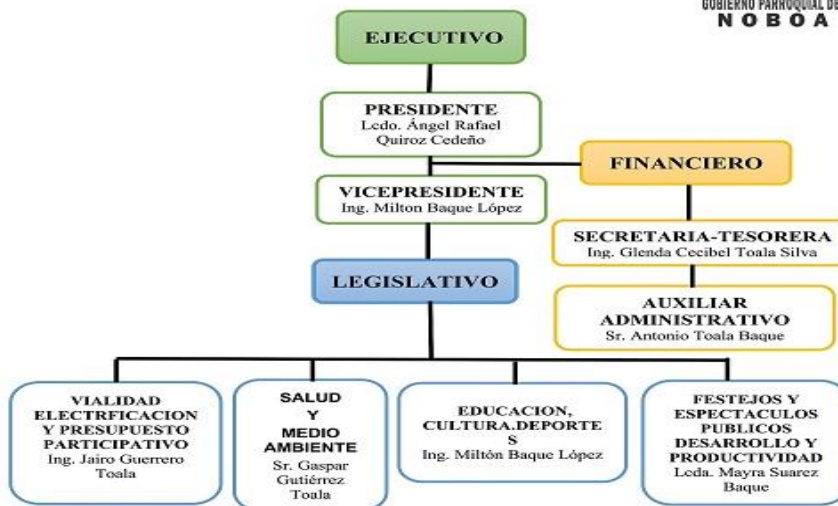 GOBIERNO PARROQUIAL DE
NOBOA
EJECUTIVO
PRESIDENTE
Lcdo. Ángel Rafael
Quiroz Cedeño
FINANCIERO
VICEPRESIDENTE
Ing. Milton Baque López
SECRETARIA-TESORERA
Ing. Glenda Cecibel Toala Silva
LEGISLATIVO
AUXILIAR
ADMINISTRATIVO
Sr. Antonio Toala Baque
VIALIDAD
ELECTRFICACION
Y PRESUPUESTO
PARTICIPATIVO
Ing. Jairo Guerrero
Toala
SALUD
Y
MEDIO
AMBIENTE
Sr. Gaspar
Gutiérrez
Toala
EDUCACION,
CULTURA.DEPORTE
S
Ing. Miltón Baque López
FESTEJOS Y
ESPECTACULOS
PUBLICOS
DESARROLLO Y
PRODUCTIVIDAD
Lcda. Mayra Suarez
Baque